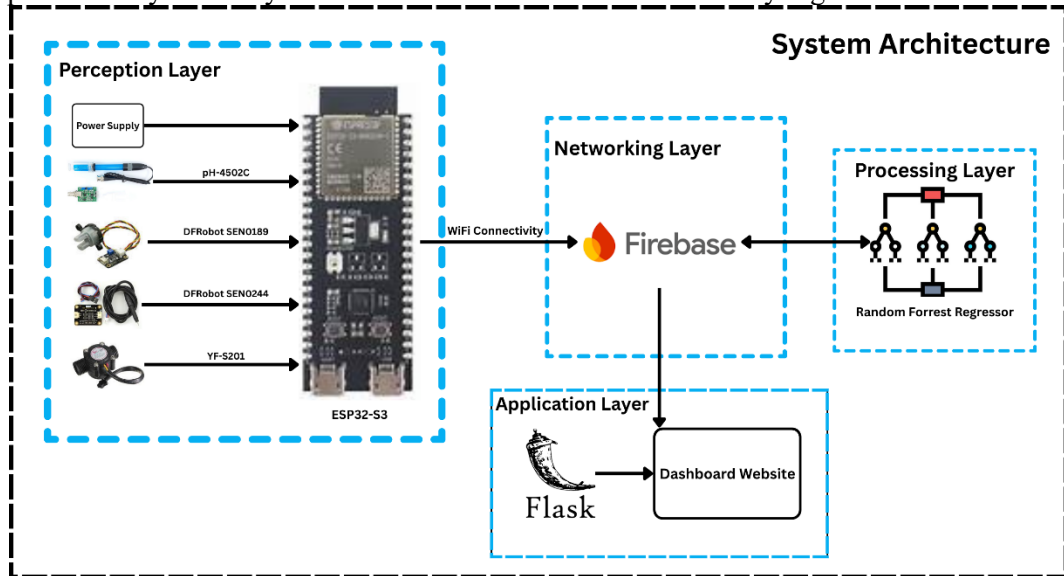 System Architecture
Perception Layer
Power Supply
pH-4502C
DFRobot SEN0189
DFRobot SEN0244
YF-S201
ESP32-S3
WiFi Connectivity
Networking Layer
Firebase
Processing Layer
Random Forrest Regressor
Application Layer
Flask
Dashboard Website